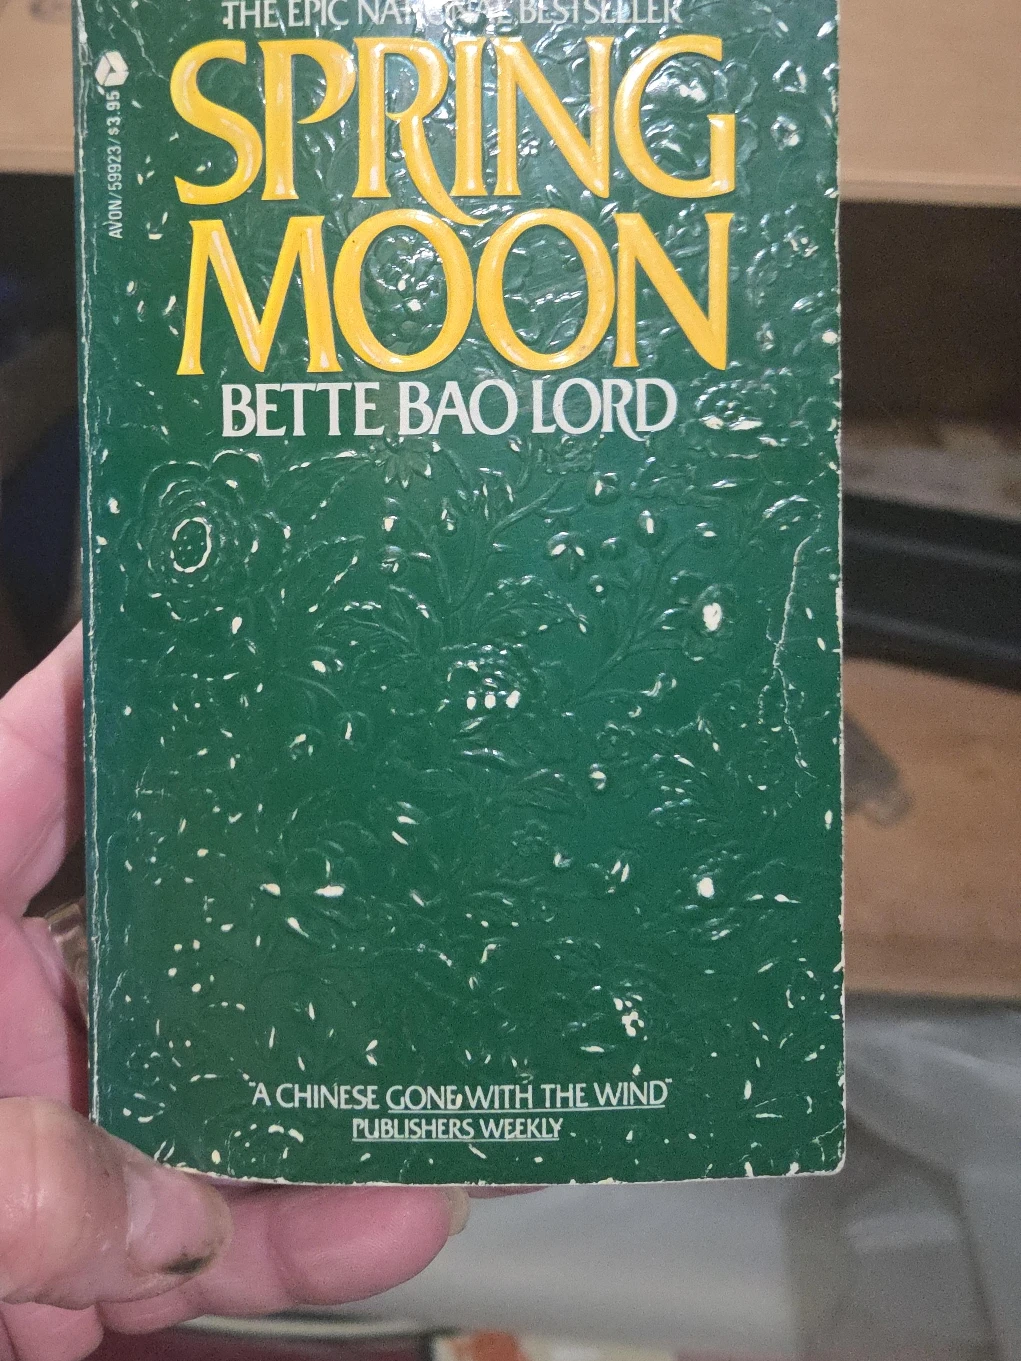 THE EPIC NATIONAL BESTSELLER
SPRING
MOON
BETTE BAO LORD
AVON/59923/$3.95
"A CHINESE GONE WITH THE WIND"
PUBLISHERS WEEKLY